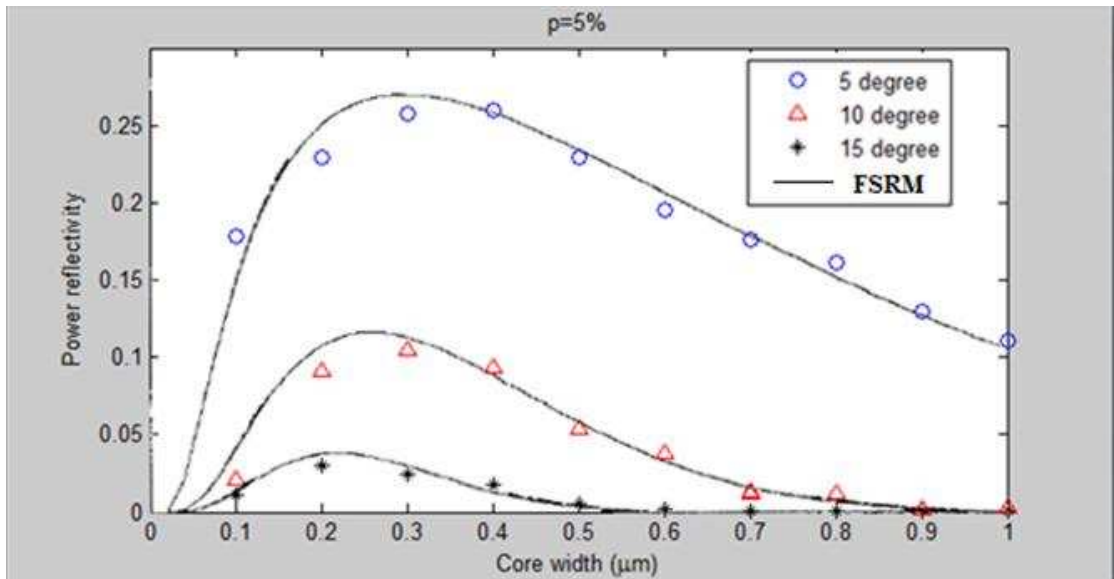 p=5%
5 degree
10 degree
15 degree
FSRM
Power reflectivity
0.25
0.2
0.15
0.1
0.05
0
0 0.1 0.2 0.3 0.4 0.5 0.6 0.7 0.8 0.9 1
Core width (μm)